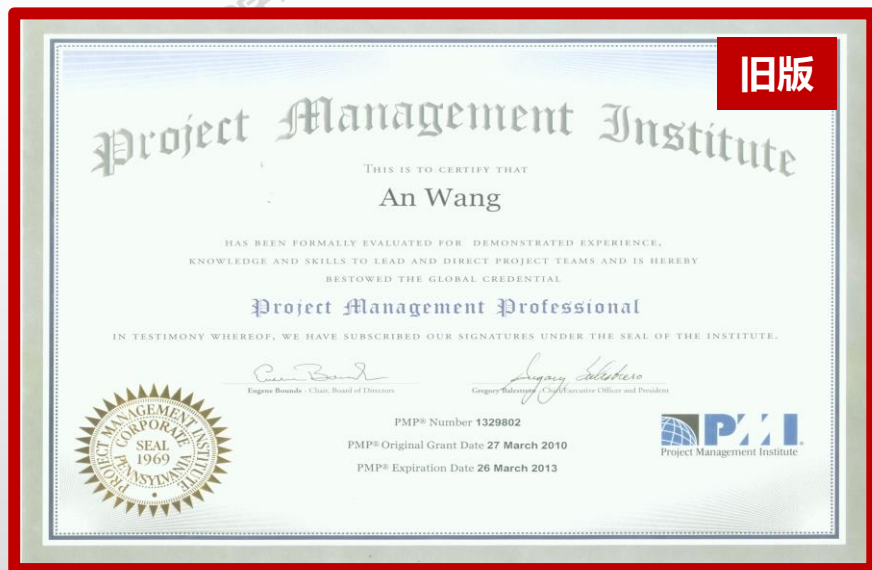 旧版
Project Management Institute
THIS IS TO CERTIFY THAT
An Wang
HAS BEEN FORMALLY EVALUATED FOR DEMONSTRATED EXPERIENCE,
KNOWLEDGE AND SKILLS TO LEAD AND DIRECT PROJECT TEAMS AND IS HEREBY
BESTOWED THE GLOBAL CREDENTIAL
Project Management Professional
IN TESTIMONY WHEREOF, WE HAVE SUBSCRIBED OUR SIGNATURES UNDER THE SEAL OF THE INSTITUTE.
Eugene Bounds - Chair, Board of Directors
Gregory Balestrero - Chief Executive Officer and President
PROJECT MANAGEMENT INSTITUTE
CORPORATE
SEAL
1969
PENNSYLVANIA
PMP® Number 1329802
PMP® Original Grant Date 27 March 2010
PMP® Expiration Date 26 March 2013
PMI
Project Management Institute